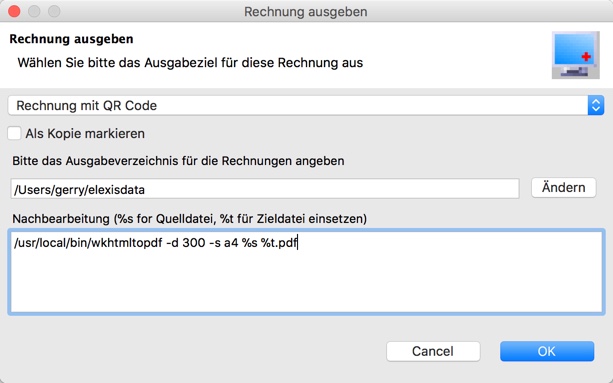 Rechnung ausgeben
Rechnung ausgeben
Wählen Sie bitte das Ausgabeziel für diese Rechnung aus
Rechnung mit QR Code
Als Kopie markieren
Bitte das Ausgabeverzeichnis für die Rechnungen angeben
/Users/gerry/elexisdata
Ändern
Nachbearbeitung (%s for Quelldatei, %t für Zieldatei einsetzen)
/usr/local/bin/wkhtmltopdf -d 300 -s a4 %s %t.pdf
Cancel
OK